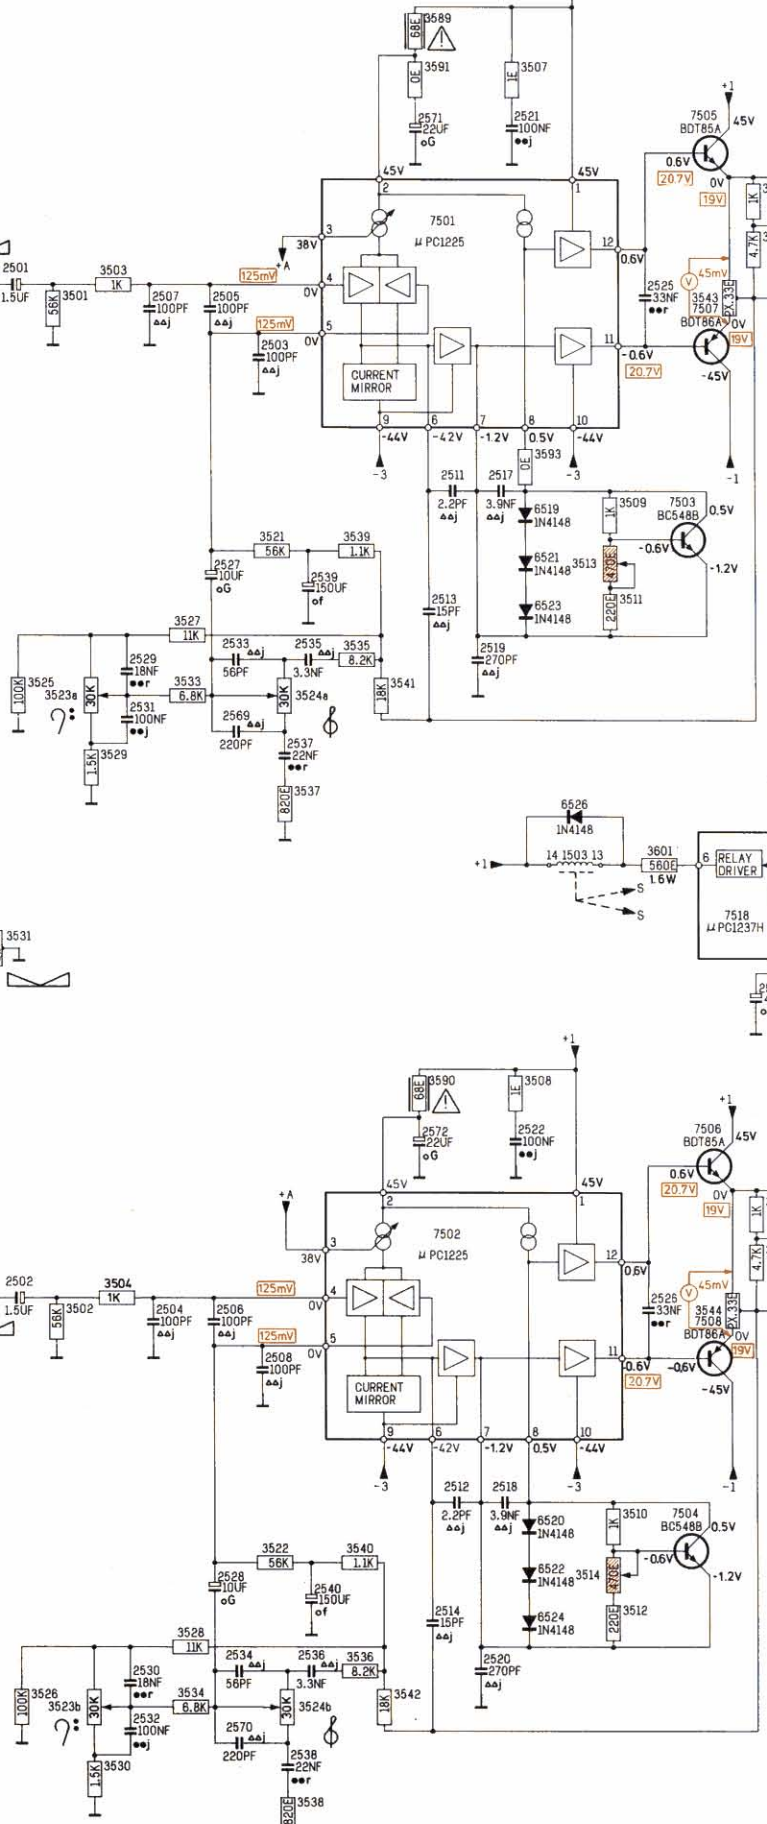 3589
68E
3591
0E
3507
1E
2571
22UF
oG
2521
100NF
●●j
+1
7505
BDT85A
45V
0.6V
20.7V
0V
19V
1K
4.7K
45V
2
45V
1
7501
µPC1225
3
38V
+A
12
0.6V
2525
33NF
●●r
V
45mV
3543
PX.33E
7507
BDT86A
0V
19V
-45V
-1
2501
1.5UF
3501
56K
3503
1K
2507
100PF
△△j
2505
100PF
△△j
125mV
4
0V
125mV
5
0V
2503
100PF
△△j
CURRENT
MIRROR
11
-0.6V
20.7V
9
-44V
6
-42V
7
-1.2V
8
0.5V
10
-44V
-3
-3
3593
0E
2511
2.2PF
△△j
2517
3.9NF
△△j
6519
1N4148
3509
1K
7503
BC548B
0.5V
-0.6V
-1.2V
6521
1N4148
3513
470E
6523
1N4148
220E
3511
3521
56K
3539
1.1K
2527
10UF
oG
2539
150UF
of
2513
15PF
△△j
3527
11K
2519
270PF
△△j
3525
100K
3523a
30K
2529
18NF
●●r
2531
100NF
●●j
3533
6.8K
2533
△△j
56PF
2535
△△j
3.3NF
3535
8.2K
3524a
30K
18K
3541
2569
△△j
220PF
2537
22NF
●●r
1.5K
3529
820E
3537
6526
1N4148
+1
14 1503 13
3601
560E
1.6W
6
RELAY
DRIVER
S
S
7518
µPC1237H
3531
+1
3590
68E
3508
1E
2572
22UF
oG
2522
100NF
●●j
+1
7506
BDT85A
45V
0.6V
20.7V
0V
19V
1K
4.7K
45V
2
45V
1
+A
7502
µPC1225
3
38V
12
0.6V
2526
33NF
●●r
V
45mV
3544
PX.33E
7508
BDT86A
0V
19V
-0.6V
-45V
-1
2502
1.5UF
3502
56K
3504
1K
2504
100PF
△△j
2506
100PF
△△j
125mV
4
0V
125mV
5
0V
2508
100PF
△△j
CURRENT
MIRROR
11
-0.6V
20.7V
9
-44V
6
-42V
7
-1.2V
8
0.5V
10
-44V
-3
-3
2512
2.2PF
△△j
2518
3.9NF
△△j
6520
1N4148
3510
1K
7504
BC548B
0.5V
-0.6V
-1.2V
6522
1N4148
3514
470E
6524
1N4148
220E
3512
3522
56K
3540
1.1K
2528
10UF
oG
2540
150UF
of
2514
15PF
△△j
3528
11K
2520
270PF
△△j
3526
100K
3523b
30K
2530
18NF
●●r
2532
100NF
●●j
3534
6.8K
2534
△△j
56PF
2536
△△j
3.3NF
3536
8.2K
3524b
30K
18K
3542
2570
△△j
220PF
2538
22NF
●●r
1.5K
3530
820E
3538